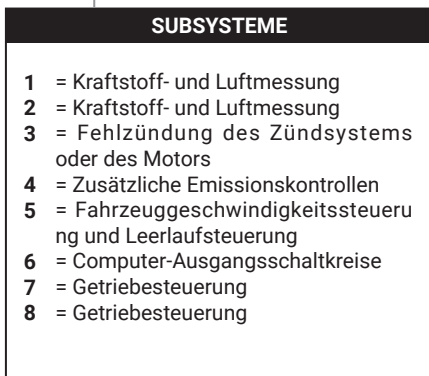 SUBSYSTEME
1 = Kraftstoff- und Luftmessung
2 = Kraftstoff- und Luftmessung
3 = Fehlzündung des Zündsystems
oder des Motors
4 = Zusätzliche Emissionskontrollen
5 = Fahrzeuggeschwindigkeitssteueru
ng und Leerlaufsteuerung
6 = Computer-Ausgangsschaltkreise
7 = Getriebesteuerung
8 = Getriebesteuerung